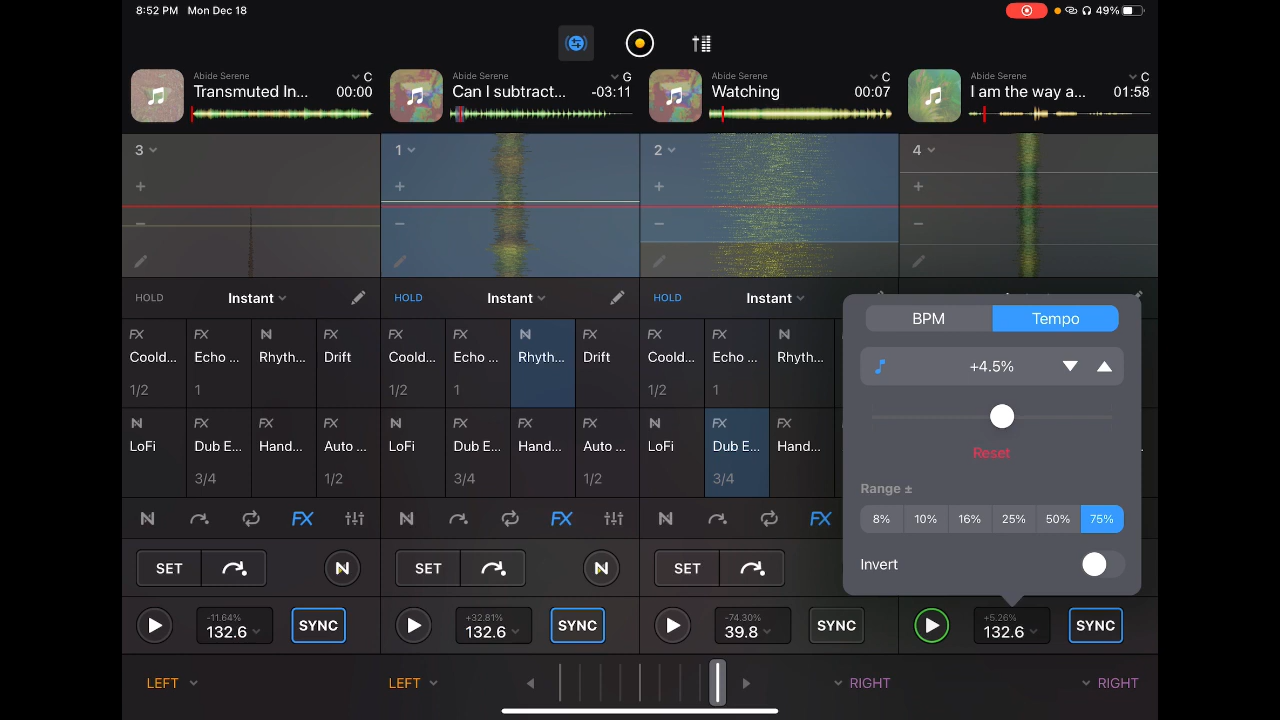 8:52 PM Mon Dec 18
49%
Abide Serene
Transmuted In...
C
00:00
Abide Serene
Can I subtract...
G
-03:11
Abide Serene
Watching
C
00:07
Abide Serene
I am the way a...
C
01:58
3
1
2
4
HOLD Instant
HOLD Instant
HOLD Instant
FX FX N FX
Coold... Echo ... Rhyth... Drift
1/2 1
FX FX N FX
Coold... Echo ... Rhyth... Drift
1/2 1
FX FX N
Coold... Echo ... Rhyth...
1/2 1
N FX FX FX
LoFi Dub E... Hand... Auto ...
3/4 1/2
N FX FX FX
LoFi Dub E... Hand... Auto ...
3/4 1/2
N FX FX
LoFi Dub E... Hand...
3/4
BPM Tempo
+4.5%
Reset
Range ±
8% 10% 16% 25% 50% 75%
Invert
N FX
N FX
N FX
SET N
SET N
SET
-11.64%
132.6 SYNC
+32.81%
132.6 SYNC
-74.30%
39.8 SYNC
+5.26%
132.6 SYNC
LEFT
LEFT
RIGHT
RIGHT